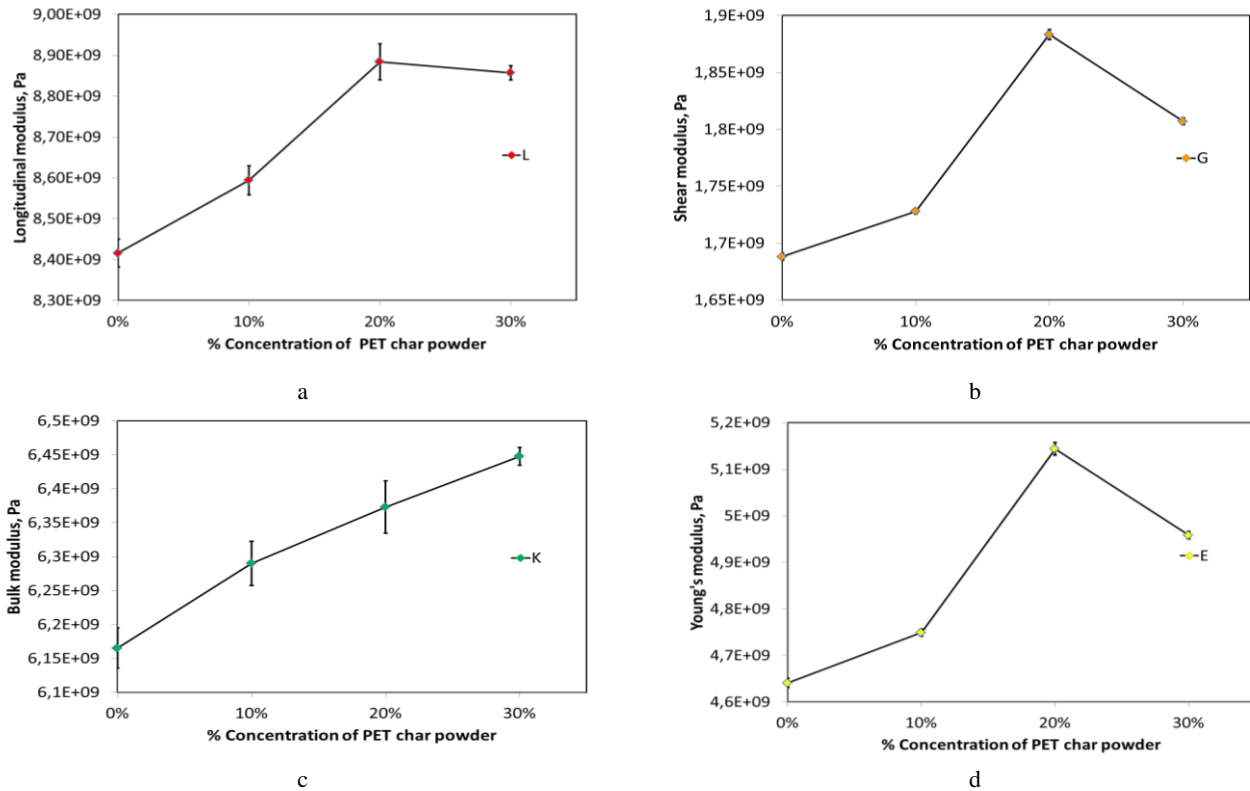 9,00E+09
8,90E+09
8,80E+09
8,70E+09
8,60E+09
8,50E+09
8,40E+09
8,30E+09
Longitudinal modulus, Pa
L
0% 10% 20% 30%
% Concentration of PET char powder
a
1,9E+09
1,85E+09
1,8E+09
1,75E+09
1,7E+09
1,65E+09
Shear modulus, Pa
G
0% 10% 20% 30%
% Concentration of PET char powder
b
6,5E+09
6,45E+09
6,4E+09
6,35E+09
6,3E+09
6,25E+09
6,2E+09
6,15E+09
6,1E+09
Bulk modulus, Pa
K
0% 10% 20% 30%
% Concentration of PET char powder
c
5,2E+09
5,1E+09
5E+09
4,9E+09
4,8E+09
4,7E+09
4,6E+09
Young's modulus, Pa
E
0% 10% 20% 30%
% Concentration of PET char powder
d